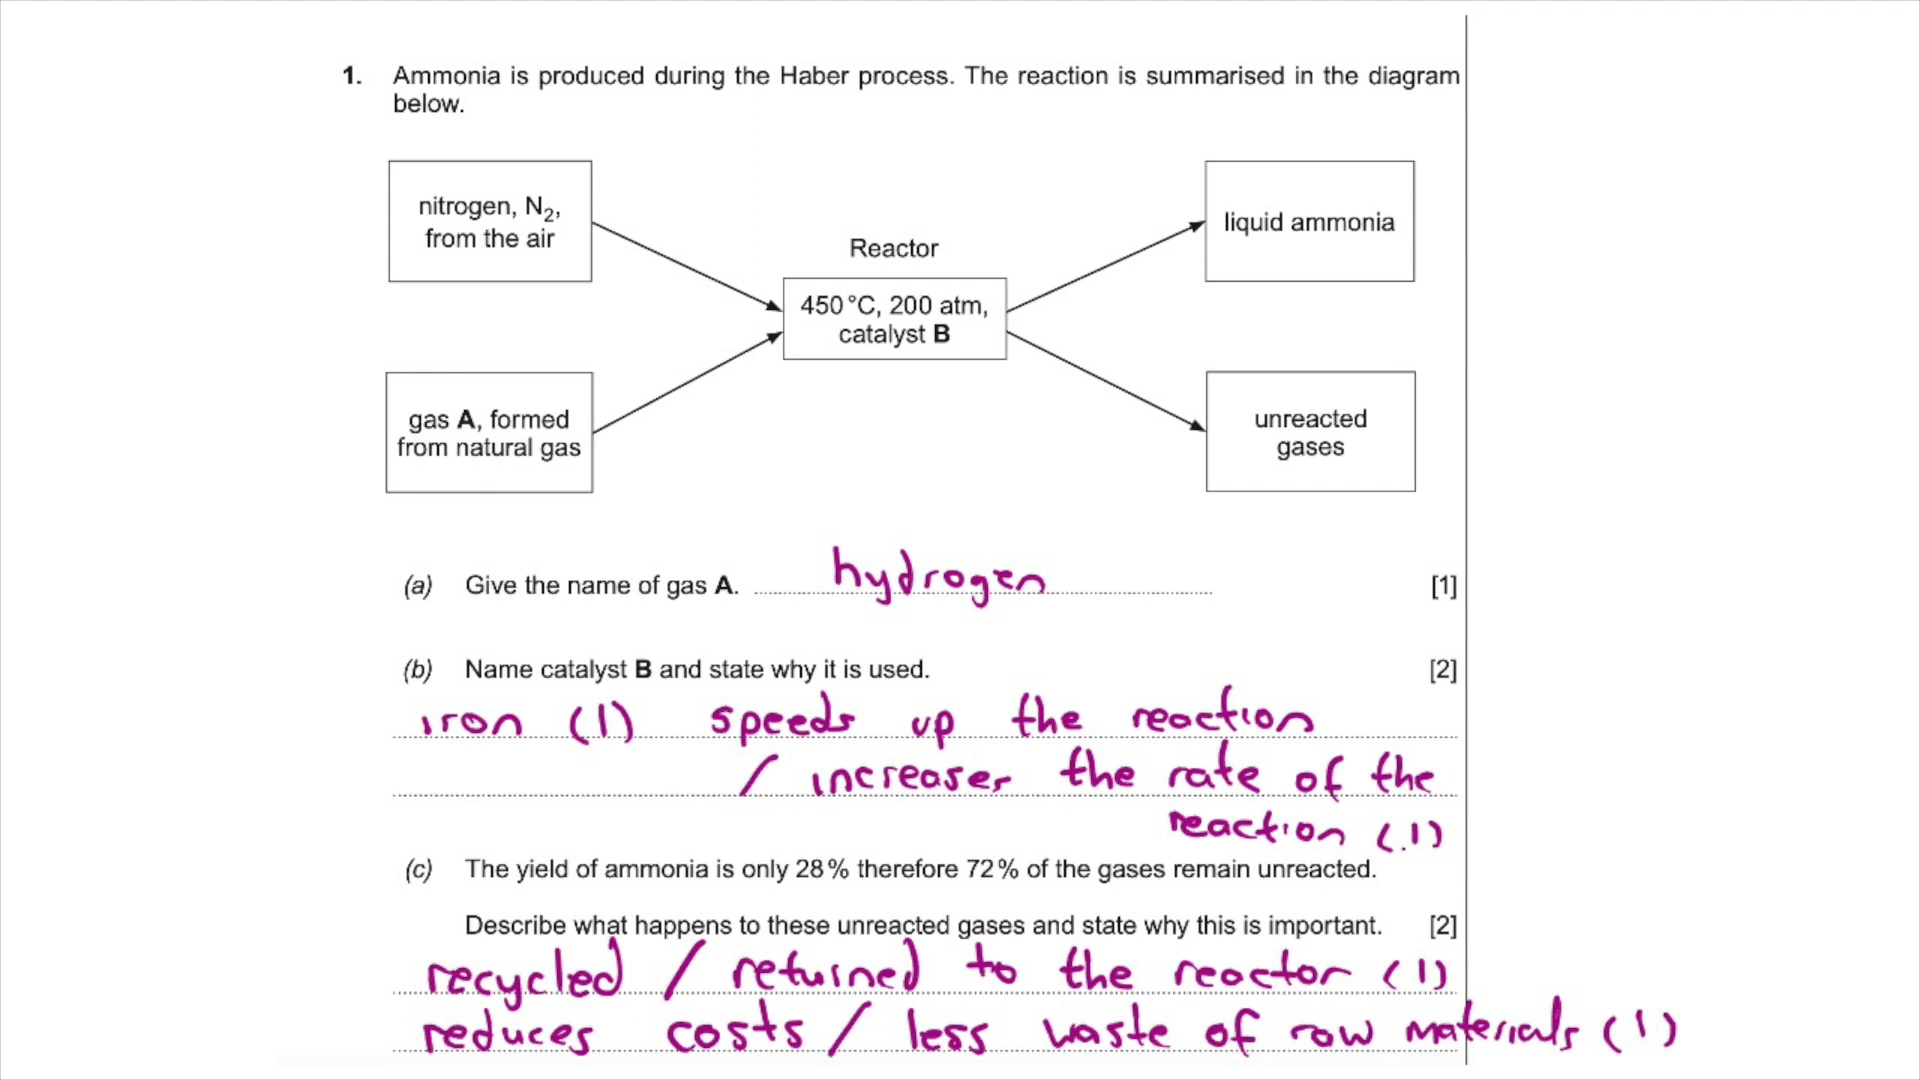 1. Ammonia is produced during the Haber process. The reaction is summarised in the diagram
below.
nitrogen, N₂,
from the air
liquid ammonia
Reactor
450 °C, 200 atm,
catalyst B
gas A, formed
from natural gas
unreacted
gases
(a) Give the name of gas A. hydrogen [1]
(b) Name catalyst B and state why it is used. [2]
iron (1) speeds up the reaction
/ increases the rate of the
reaction (1)
(c) The yield of ammonia is only 28% therefore 72% of the gases remain unreacted.
Describe what happens to these unreacted gases and state why this is important. [2]
recycled / returned to the reactor (1)
reduces costs / less waste of raw materials (1)